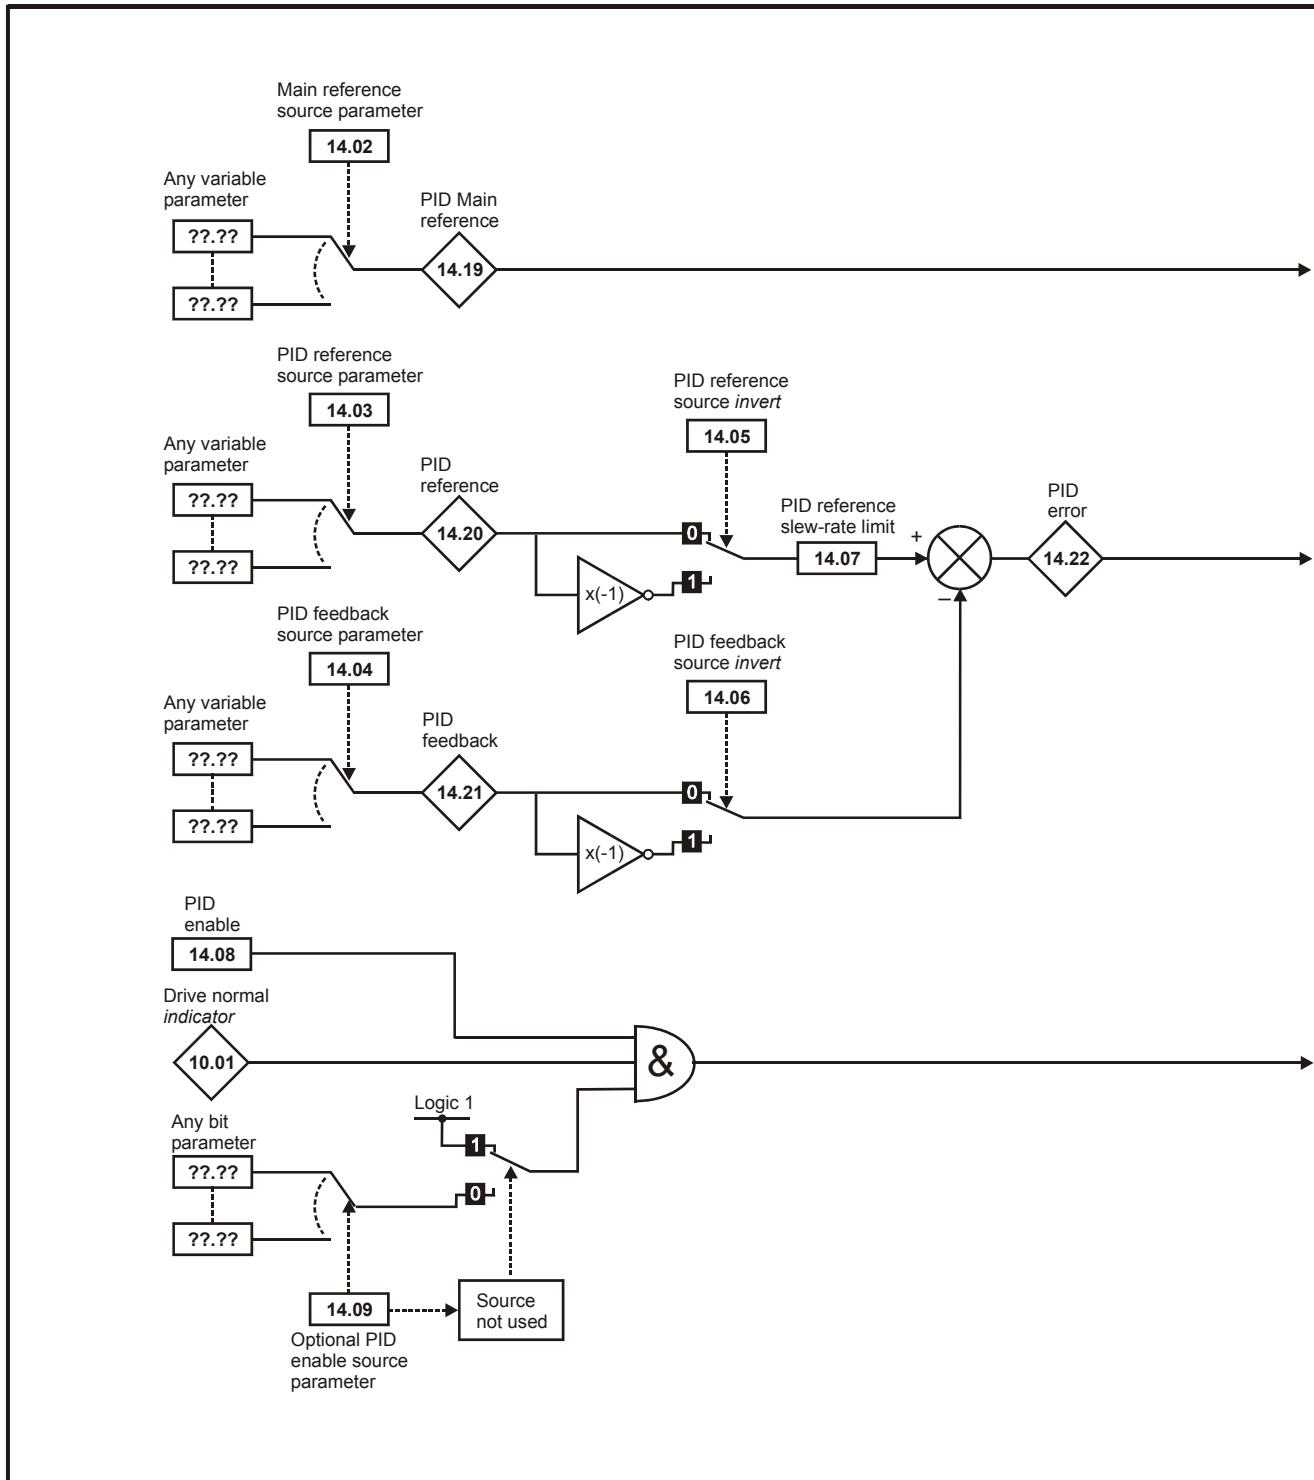 Main reference
source parameter
14.02
Any variable
parameter
??.??
??.??
PID Main
reference
14.19
PID reference
source parameter
14.03
Any variable
parameter
??.??
??.??
PID
reference
14.20
x(-1)
0
1
PID reference
source invert
14.05
PID reference
slew-rate limit
14.07
+
–
PID
error
14.22
PID feedback
source parameter
14.04
Any variable
parameter
??.??
??.??
PID
feedback
14.21
x(-1)
0
1
PID feedback
source invert
14.06
PID
enable
14.08
Drive normal
indicator
10.01
&
Logic 1
1
0
Any bit
parameter
??.??
??.??
14.09
Optional PID
enable source
parameter
Source
not used